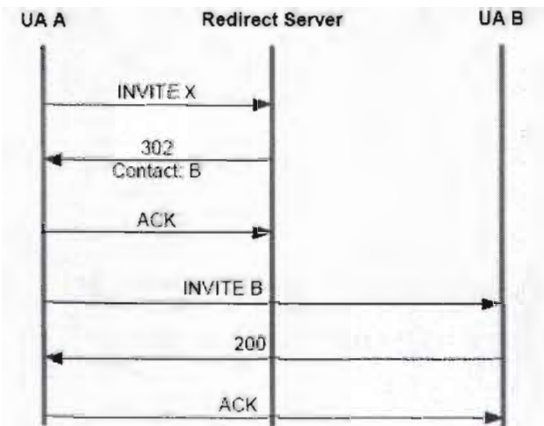 UA A Redirect Server UA B
INVITE X
302
Contact: B
ACK
INVITE B
200
ACK